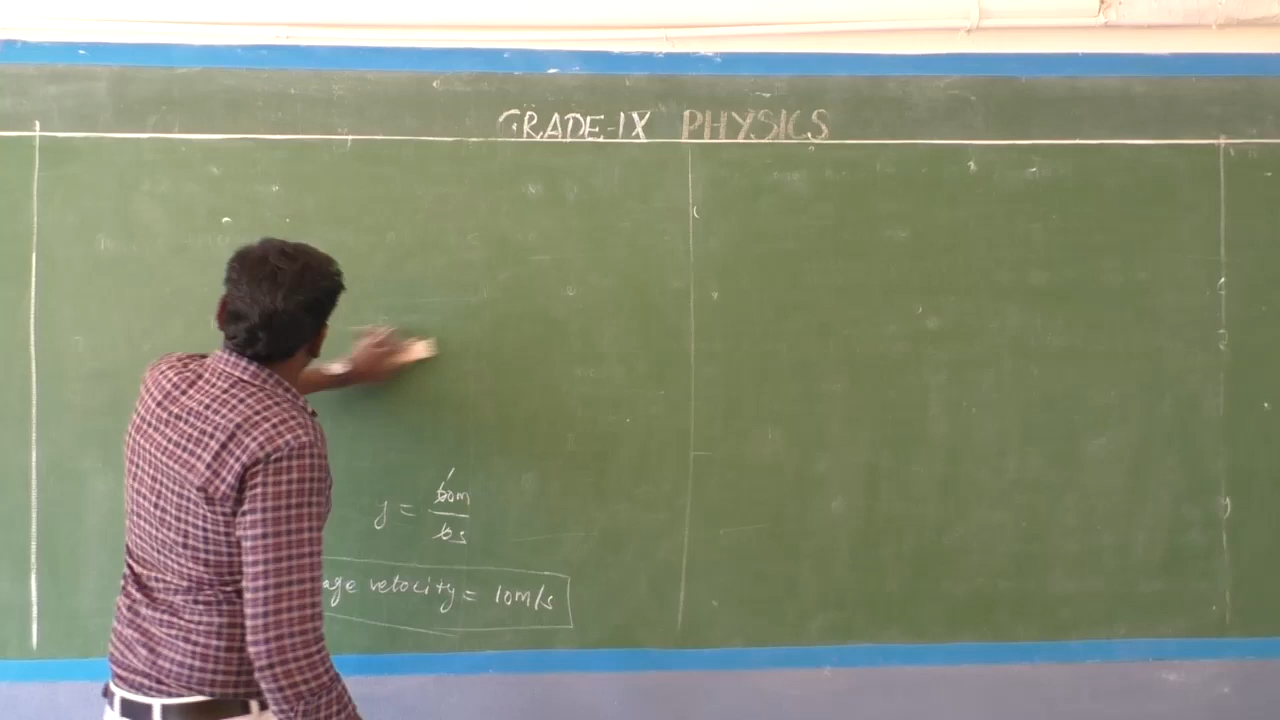 GRADE-IX PHYSICS
y = 60m
6s
age velocity = 10m/s